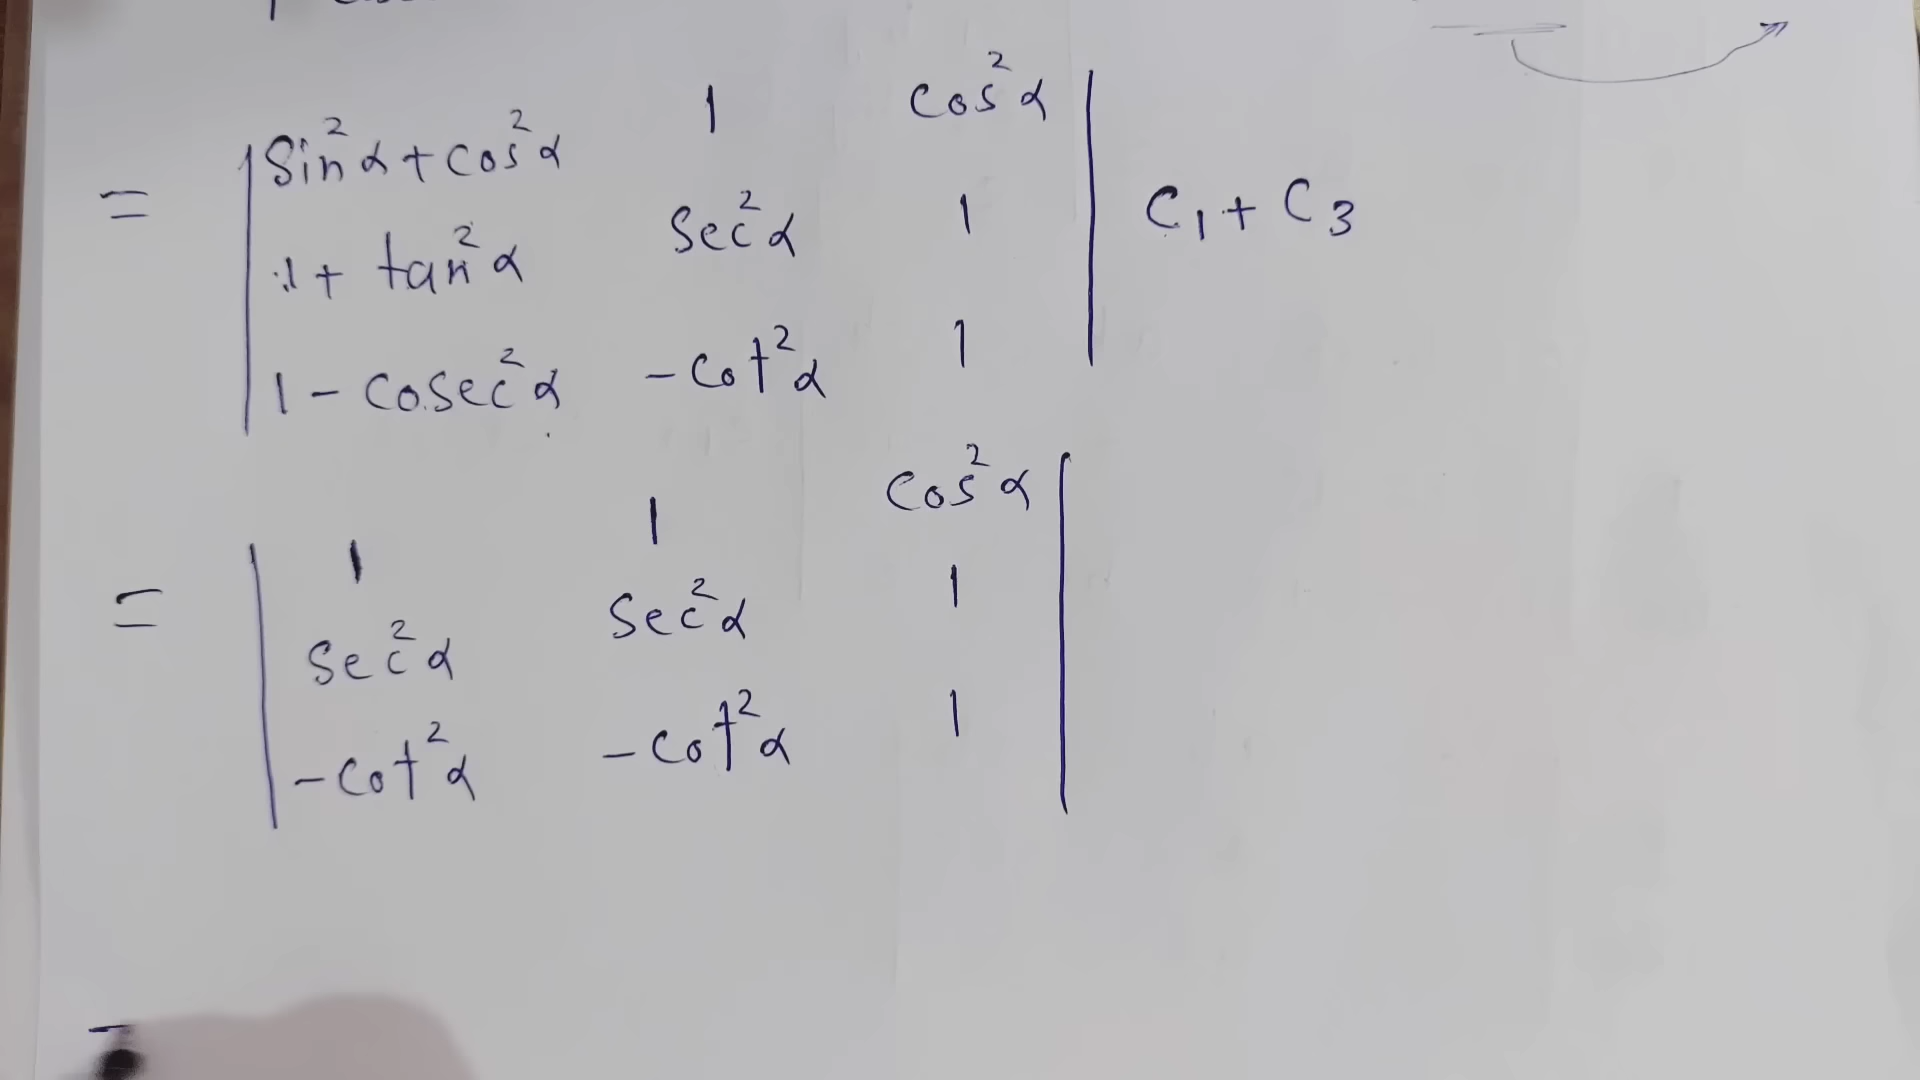 = | Sin²α + cos²α 1 cos²α | C₁ + C₃
1 + tan²α sec²α 1
1 - cosec²α - cot²α 1
= | 1 1 cos²α |
sec²α sec²α 1
- cot²α - cot²α 1